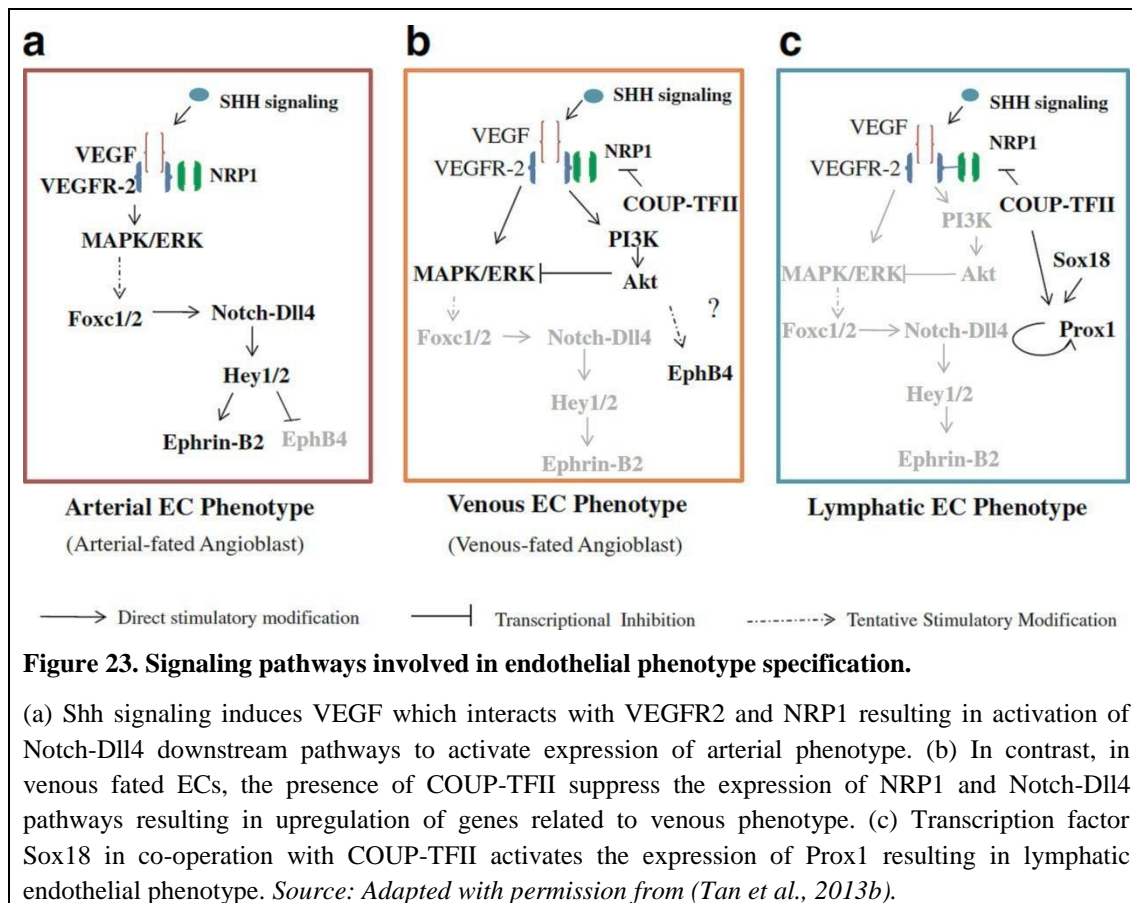 a
SHH signaling
VEGF
VEGFR-2
NRP1
MAPK/ERK
Foxc1/2
Notch-Dll4
Hey1/2
Ephrin-B2
EphB4
Arterial EC Phenotype
(Arterial-fated Angioblast)
b
SHH signaling
VEGF
NRP1
VEGFR-2
COUP-TFII
PI3K
MAPK/ERK
Akt
?
Foxc1/2
Notch-Dll4
EphB4
Hey1/2
Ephrin-B2
Venous EC Phenotype
(Venous-fated Angioblast)
c
SHH signaling
VEGF
NRP1
VEGFR-2
COUP-TFII
PI3K
Sox18
MAPK/ERK
Akt
Foxc1/2
Notch-Dll4
Prox1
Hey1/2
Ephrin-B2
Lymphatic EC Phenotype
Direct stimulatory modification
Transcriptional Inhibition
Tentative Stimulatory Modification
Figure 23. Signaling pathways involved in endothelial phenotype specification.
(a) Shh signaling induces VEGF which interacts with VEGFR2 and NRP1 resulting in activation of
Notch-Dll4 downstream pathways to activate expression of arterial phenotype. (b) In contrast, in
venous fated ECs, the presence of COUP-TFII suppress the expression of NRP1 and Notch-Dll4
pathways resulting in upregulation of genes related to venous phenotype. (c) Transcription factor
Sox18 in co-operation with COUP-TFII activates the expression of Prox1 resulting in lymphatic
endothelial phenotype. Source: Adapted with permission from (Tan et al., 2013b).